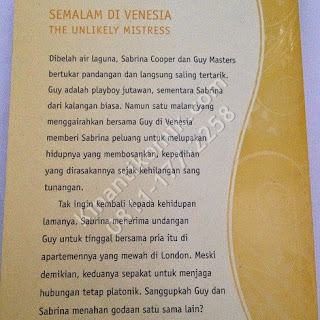 SEMALAM DI VENESIA
THE UNLIKELY MISTRESS
Dibelah air laguna, Sabrina Cooper dan Guy Masters
bertukar pandangan dan langsung saling tertarik.
Guy adalah playboy jutawan, sementara Sabrina
dari kalangan biasa. Namun satu malam yang
menggairahkan bersama Guy di Venesia
memberi Sabrina peluang untuk melupakan
hidupnya yang membosankan, kepedihan
yang dirasakannya sejak kehilangan sang
tunangan.
Tak ingin kembali kepada kehidupan
lamanya, Sabrina menerima undangan
Guy untuk tinggal bersama pria itu di
apartemennya yang mewah di London. Meski
demikian, keduanya sepakat untuk menjaga
hubungan tetap platonik. Sanggupkah Guy dan
Sabrina menahan godaan satu sama lain?